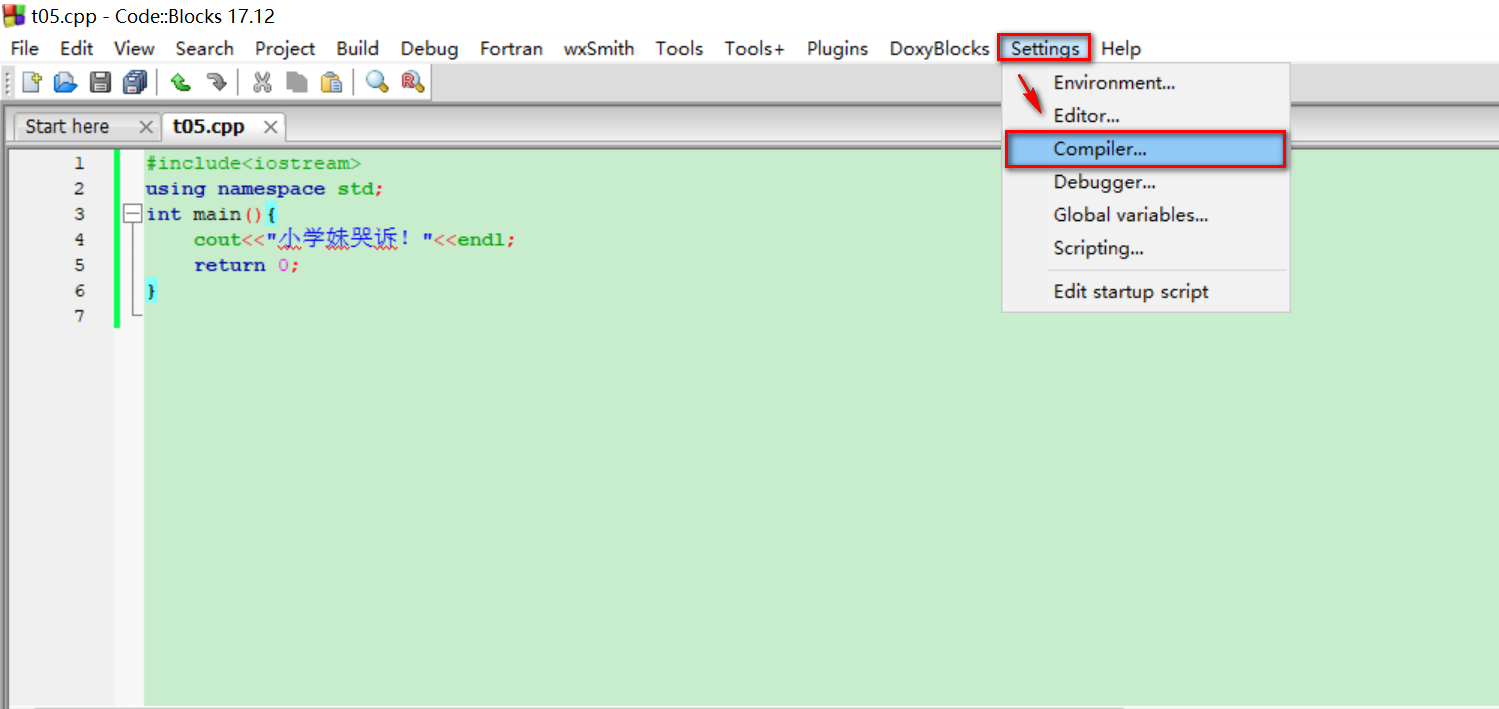 t05.cpp - Code::Blocks 17.12
File Edit View Search Project Build Debug Fortran wxSmith Tools Tools+ Plugins DoxyBlocks Settings Help
Environment...
Editor...
Compiler...
Debugger...
Global variables...
Scripting...
Edit startup script
Start here t05.cpp
1 #include<iostream>
2 using namespace std;
3 int main(){
4 cout<<"小学妹哭诉！"<<endl;
5 return 0;
6 }
7